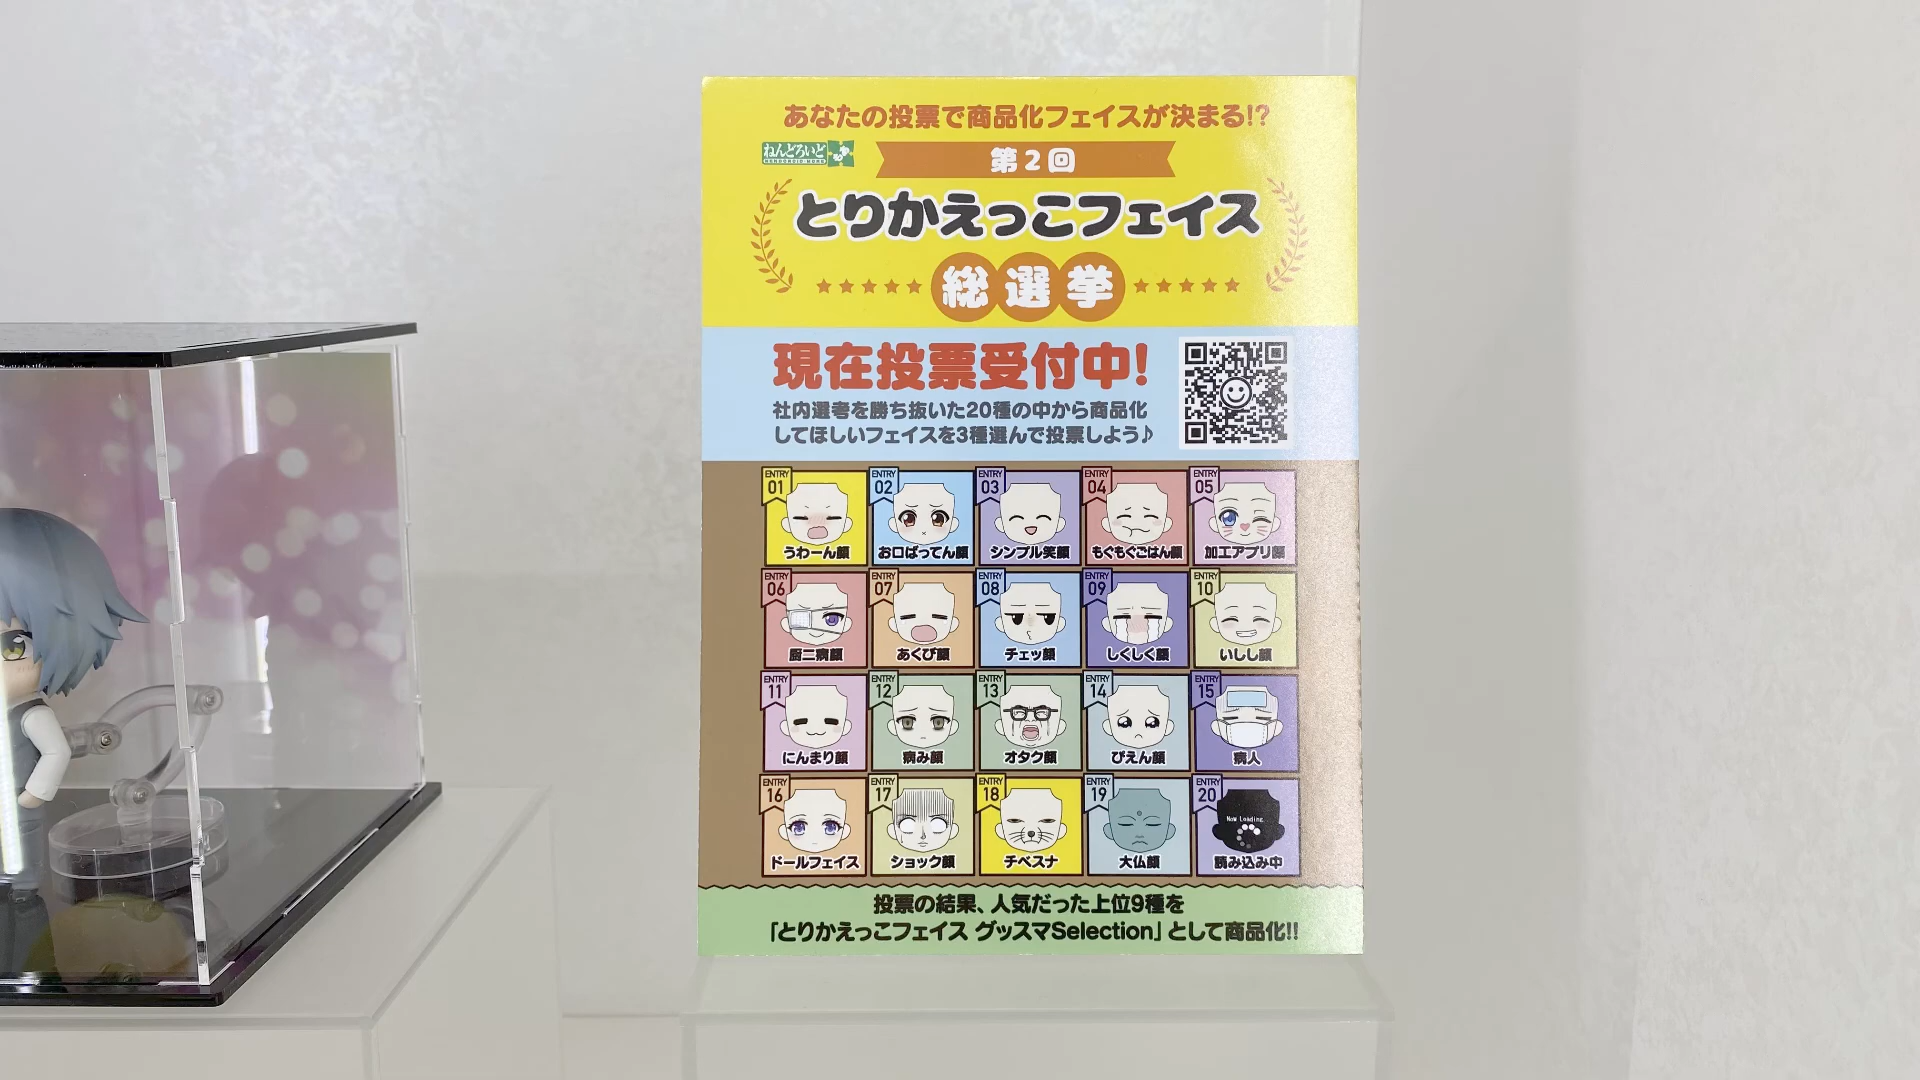 あなたの投票で商品化フェイスが決まる!?
ねんどろいど
第2回
とりかえっこフェイス
総選挙
現在投票受付中!
社内選考を勝ち抜いた20種の中から商品化
してほしいフェイスを3種選んで投票しよう♪
ENTRY 01 うわーん顔
ENTRY 02 お口ばってん顔
ENTRY 03 シンプル笑顔
ENTRY 04 もぐもぐごはん顔
ENTRY 05 加工アプリ顔
ENTRY 06 厨二病顔
ENTRY 07 あくび顔
ENTRY 08 チェッ顔
ENTRY 09 しくしく顔
ENTRY 10 いしし顔
ENTRY 11 にんまり顔
ENTRY 12 病み顔
ENTRY 13 オタク顔
ENTRY 14 ぴえん顔
ENTRY 15 病人
ENTRY 16 ドールフェイス
ENTRY 17 ショック顔
ENTRY 18 チベスナ
ENTRY 19 大仏顔
ENTRY 20 Now Loading. 読み込み中
投票の結果、人気だった上位9種を
「とりかえっこフェイス グッスマSelection」として商品化!!